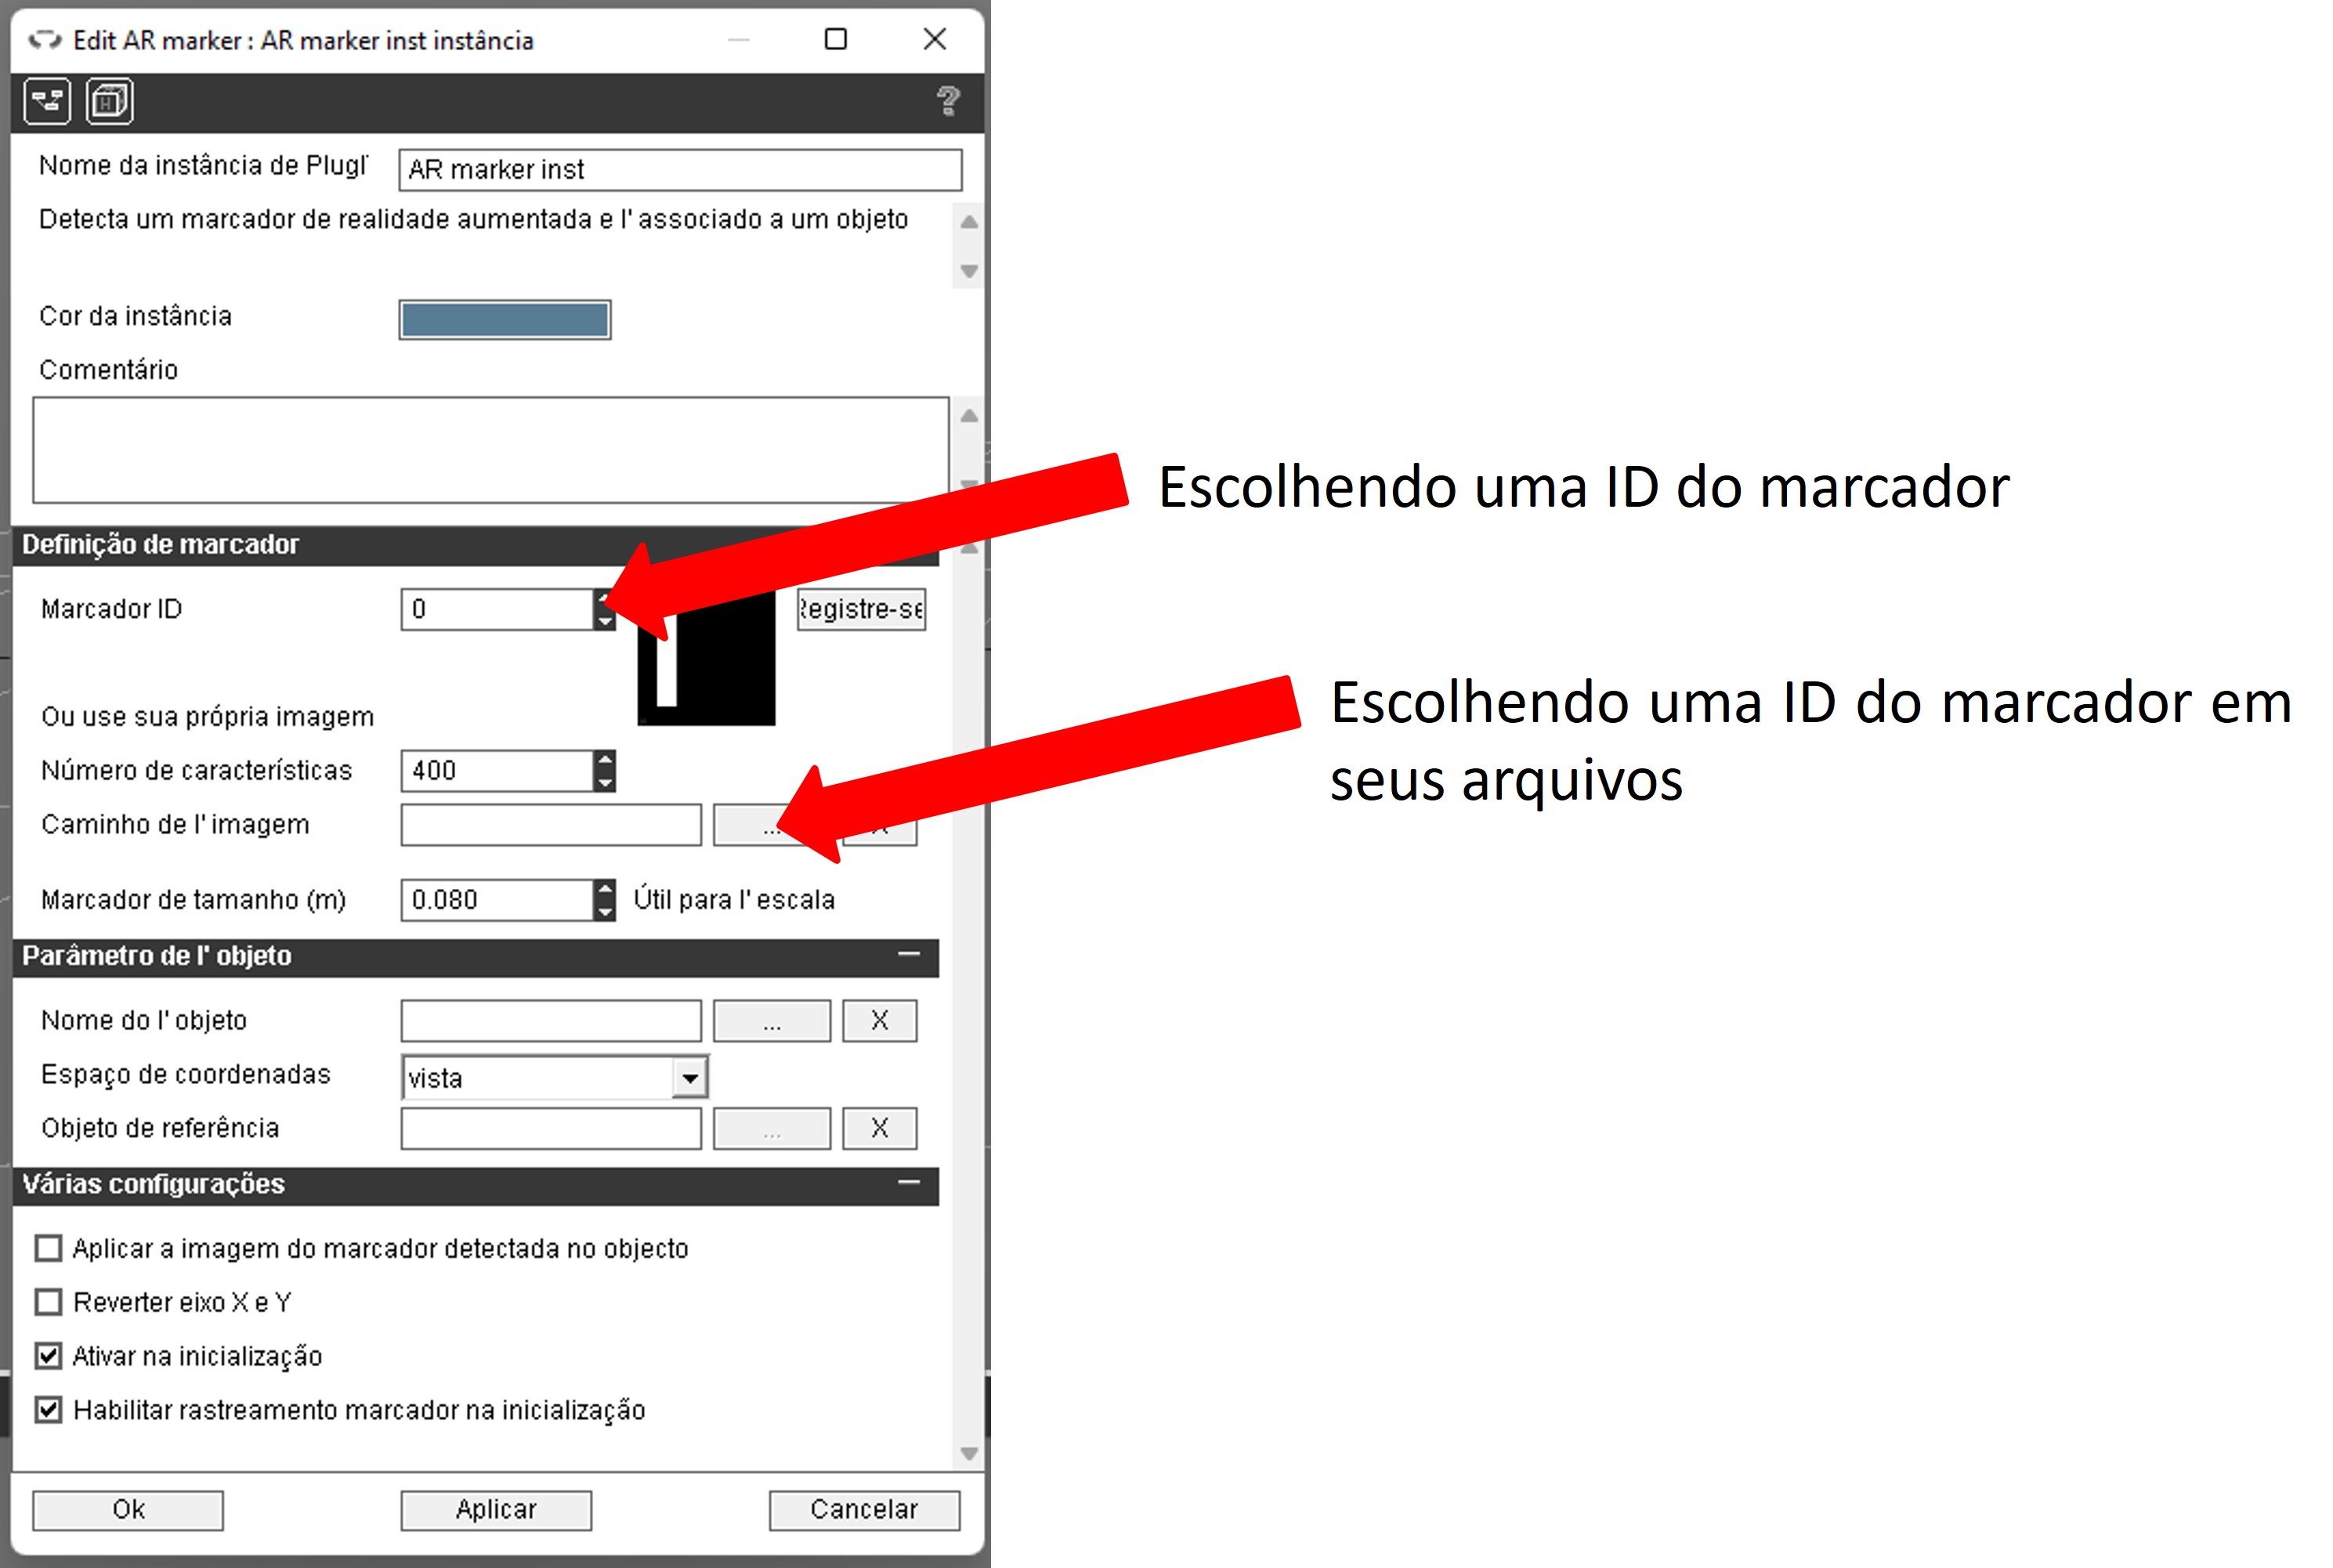 Edit AR marker : AR marker inst instância
?
Nome da instância de PlugI
AR marker inst
Detecta um marcador de realidade aumentada e l' associado a um objeto
Cor da instância
Comentário
Escolhendo uma ID do marcador
Definição de marcador
Marcador ID
0
Registre-se
Escolhendo uma ID do marcador em
seus arquivos
Ou use sua própria imagem
Número de características
400
Caminho de l' imagem
...
Marcador de tamanho (m)
0.080
Útil para l' escala
Parâmetro de l' objeto
Nome do l' objeto
...
X
Espaço de coordenadas
vista
Objeto de referência
...
X
Várias configurações
Aplicar a imagem do marcador detectada no objecto
Reverter eixo X e Y
Ativar na inicialização
Habilitar rastreamento marcador na inicialização
Ok
Aplicar
Cancelar